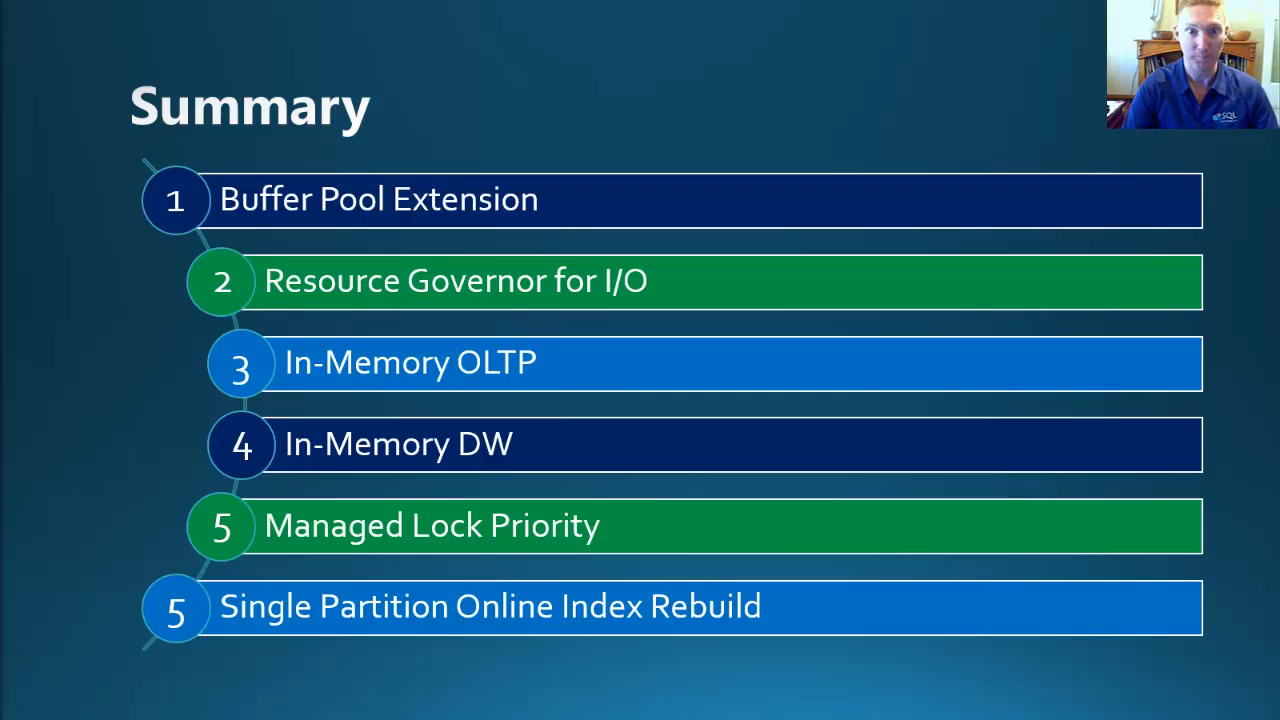 Summary
1 Buffer Pool Extension
2 Resource Governor for I/O
3 In-Memory OLTP
4 In-Memory DW
5 Managed Lock Priority
5 Single Partition Online Index Rebuild
SQL